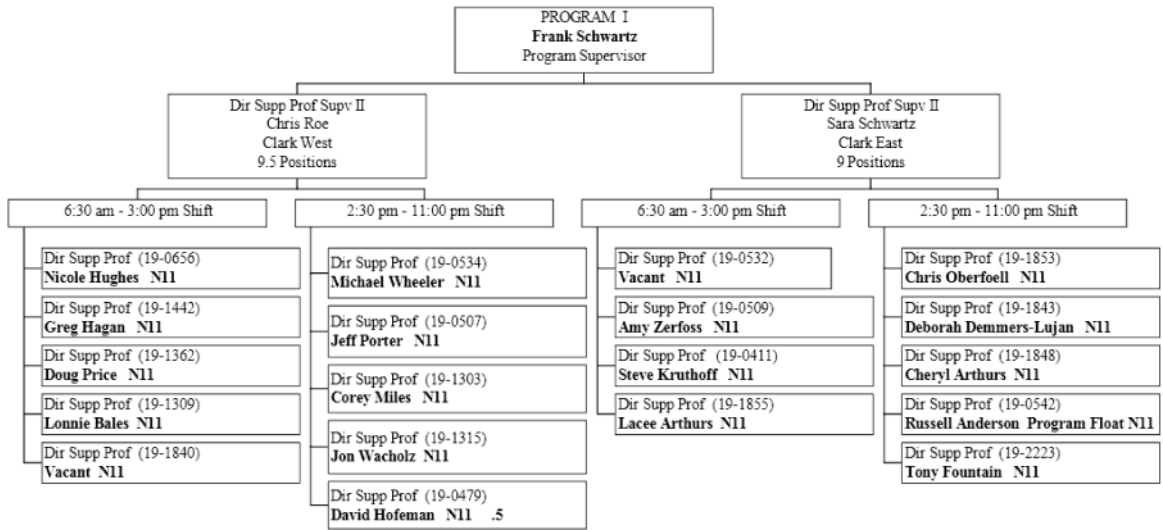 PROGRAM I
Frank Schwartz
Program Supervisor
Dir Supp Prof Supv II
Chris Roe
Clark West
9.5 Positions
Dir Supp Prof Supv II
Sara Schwartz
Clark East
9 Positions
6:30 am - 3:00 pm Shift
Dir Supp Prof (19-0656)
Nicole Hughes N11
Dir Supp Prof (19-1442)
Greg Hagan N11
Dir Supp Prof (19-1362)
Doug Price N11
Dir Supp Prof (19-1309)
Lonnie Bales N11
Dir Supp Prof (19-1840)
Vacant N11
2:30 pm - 11:00 pm Shift
Dir Supp Prof (19-0534)
Michael Wheeler N11
Dir Supp Prof (19-0507)
Jeff Porter N11
Dir Supp Prof (19-1303)
Corey Miles N11
Dir Supp Prof (19-1315)
Jon Wacholz N11
Dir Supp Prof (19-0479)
David Hofeman N11 .5
6:30 am - 3:00 pm Shift
Dir Supp Prof (19-0532)
Vacant N11
Dir Supp Prof (19-0509)
Amy Zerfoss N11
Dir Supp Prof (19-0411)
Steve Kruthoff N11
Dir Supp Prof (19-1855)
Lacee Arthurs N11
2:30 pm - 11:00 pm Shift
Dir Supp Prof (19-1853)
Chris Oberfoell N11
Dir Supp Prof (19-1843)
Deborah Demmers-Lujan N11
Dir Supp Prof (19-1848)
Cheryl Arthurs N11
Dir Supp Prof (19-0542)
Russell Anderson Program Float N11
Dir Supp Prof (19-2223)
Tony Fountain N11